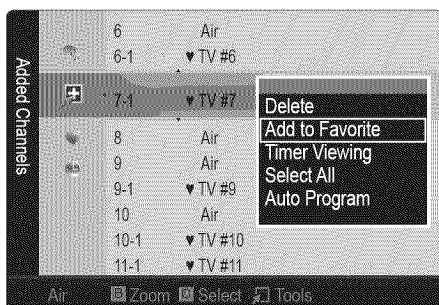 Added Channels
6 Air
6-1 ♥ TV #6
7-1 ♥ TV #7
8 Air
9 Air
9-1 ♥ TV #9
10 Air
10-1 ♥ TV #10
11-1 ♥ TV #11
Delete
Add to Favorite
Timer Viewing
Select All
Auto Program
Air B Zoom D Select Tools